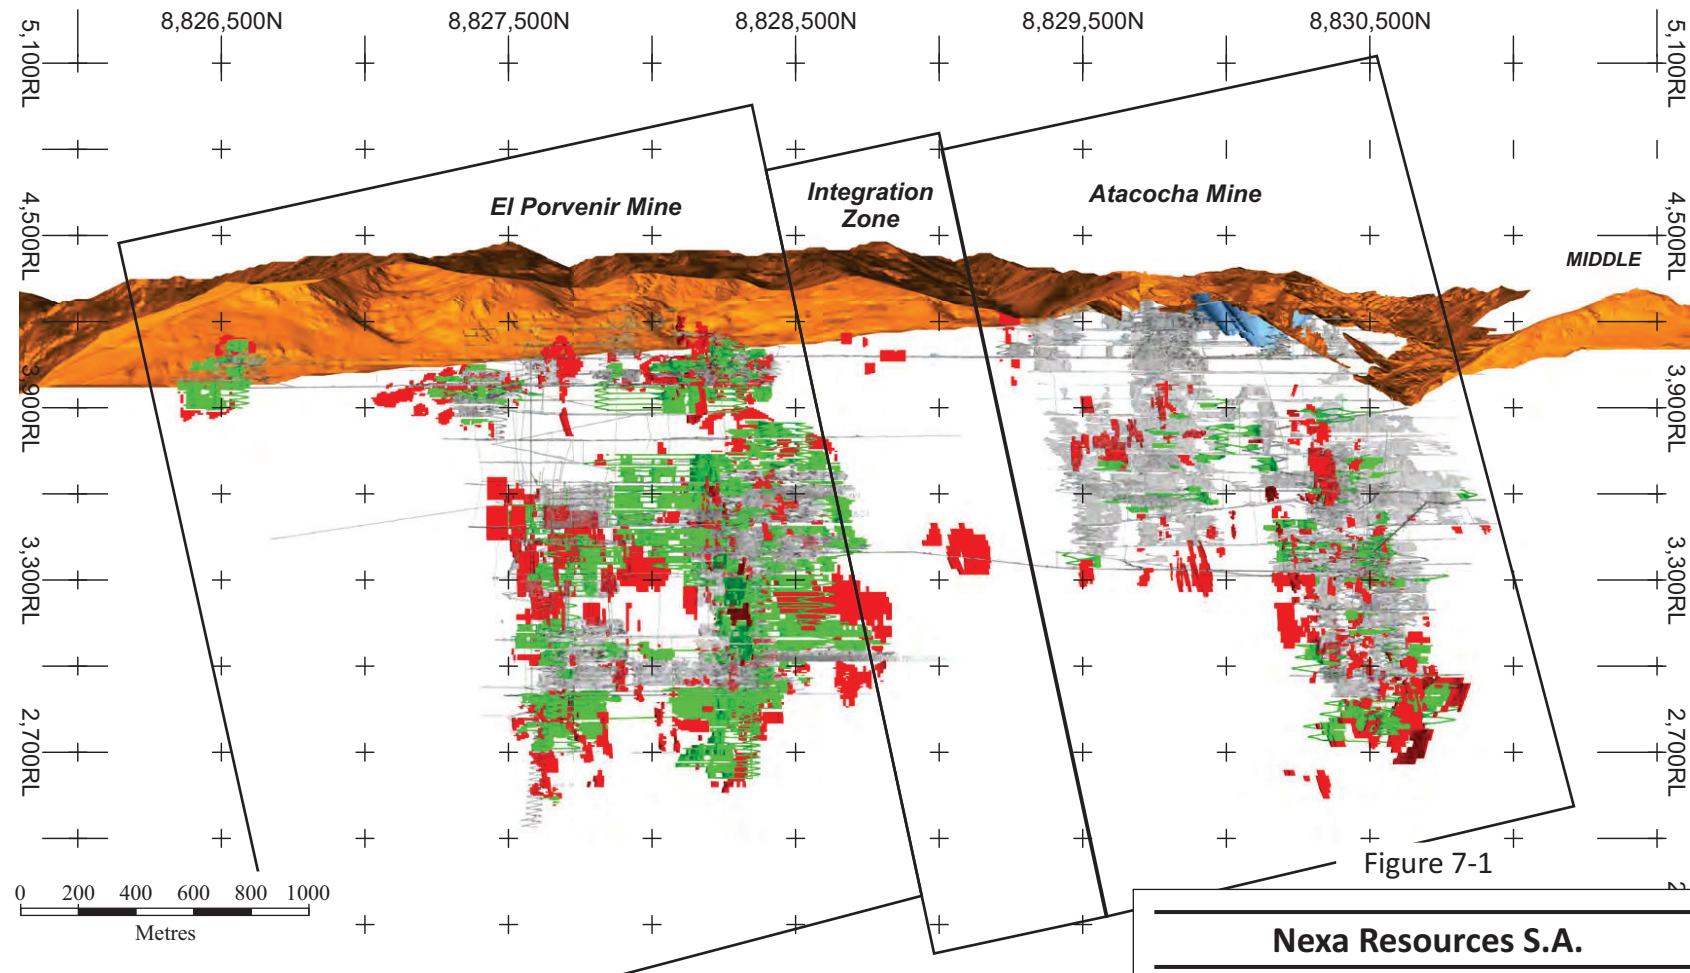 8,826,500N 8,827,500N 8,828,500N 8,829,500N 8,830,500N
5,100RL 5,100RL
El Porvenir Mine
Integration
Zone
Atacocha Mine
4,500RL 4,500RL
MIDDLE
3,900RL 3,900RL
3,300RL 3,300RL
2,700RL 2,700RL
Figure 7-1
0 200 400 600 800 1000
Metres
Nexa Resources S.A.